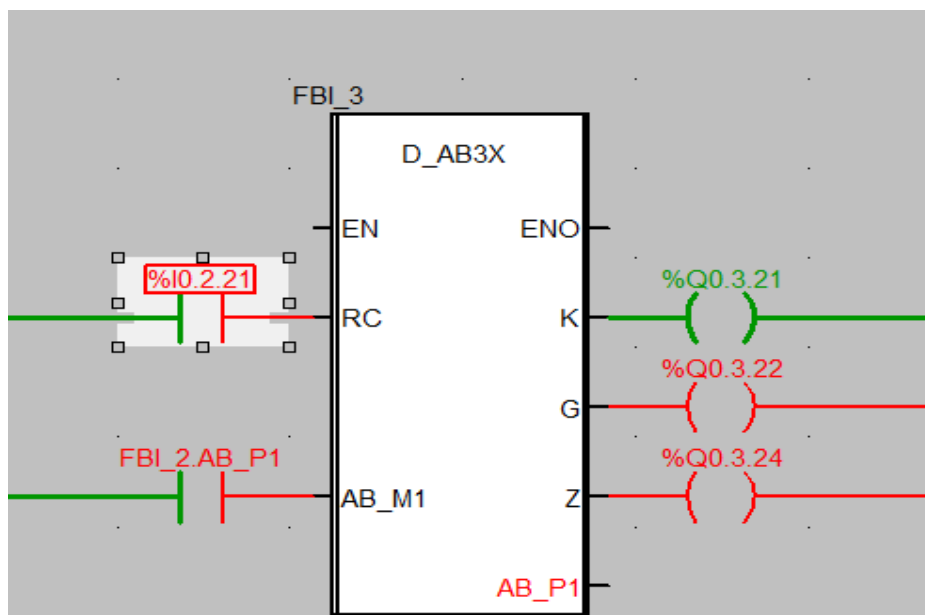 FBI_3
D_AB3X
EN
ENO
%I0.2.21
%Q0.3.21
RC
K
%Q0.3.22
G
FBI_2.AB_P1
%Q0.3.24
AB_M1
Z
AB_P1